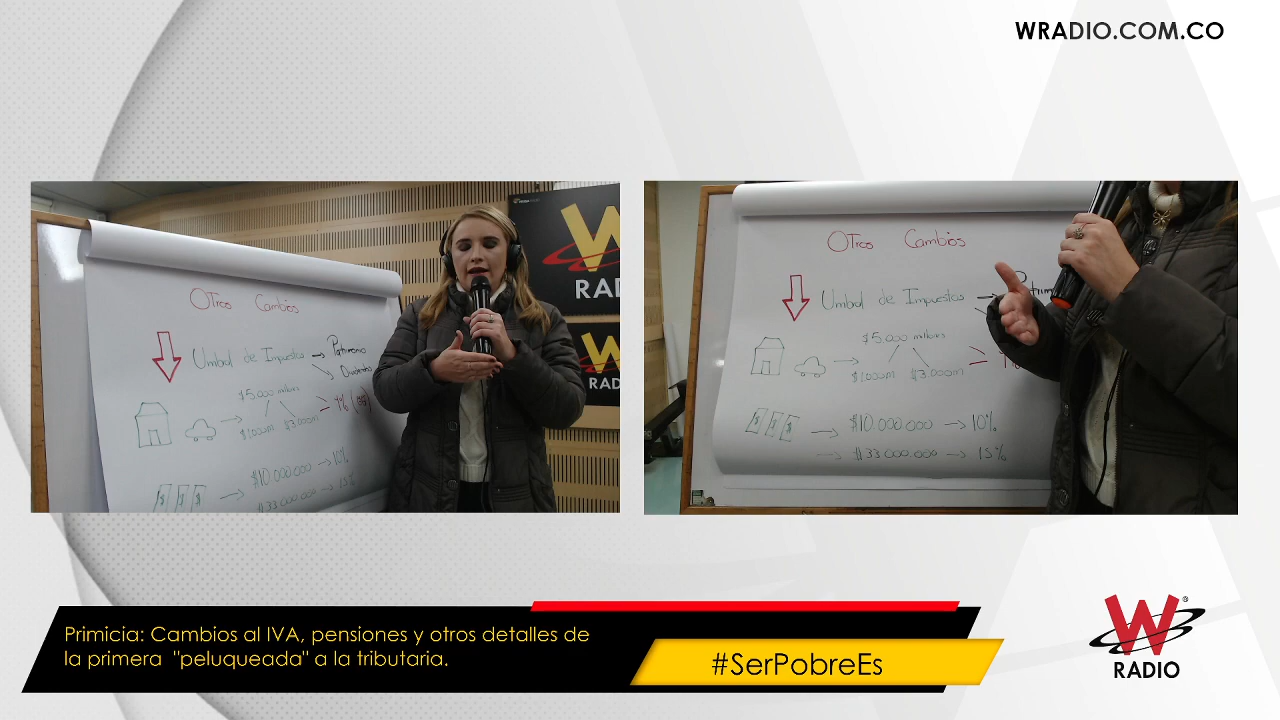 WRADIO.COM.CO
OTros Cambios
Umbral de Impuestos → Patrimonio
Dividendos
$5.000 millones
$1.000m $3.000m
≥ 1%
→ $10.000.000 → 10%
→ $33.000.000 → 15%
W
RAD
W
RAD
OTros Cambios
Umbral de Impuestos →
$5.000 millones
$1.000m $3.000m
→ $10.000.000 → 10%
→ $33.000.000 → 15%
Primicia: Cambios al IVA, pensiones y otros detalles de
la primera "peluqueada" a la tributaria.
#SerPobreEs
W®
RADIO